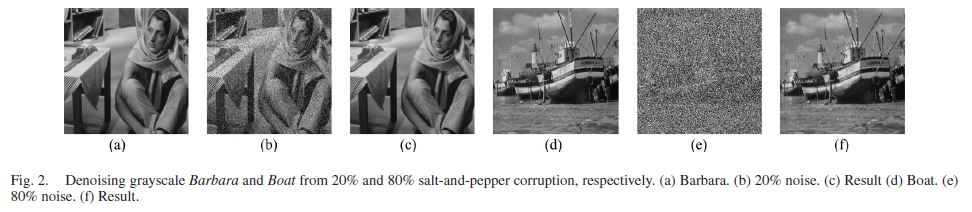 (a) (b) (c) (d) (e) (f)
Fig. 2. Denoising grayscale Barbara and Boat from 20% and 80% salt-and-pepper corruption, respectively. (a) Barbara. (b) 20% noise. (c) Result (d) Boat. (e)
80% noise. (f) Result.